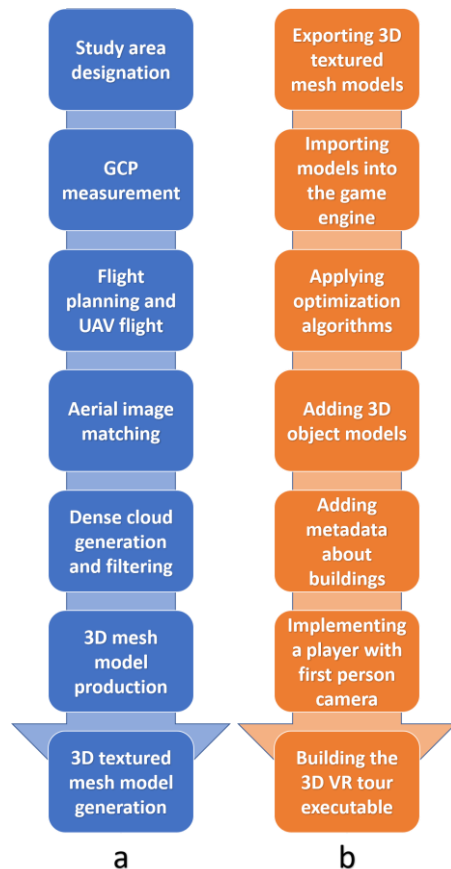 Study area
designation
GCP
measurement
Flight
planning and
UAV flight
Aerial image
matching
Dense cloud
generation
and filtering
3D mesh
model
production
3D textured
mesh model
generation
a
Exporting 3D
textured
mesh models
Importing
models into
the game
engine
Applying
optimization
algorithms
Adding 3D
object models
Adding
metadata
about
buildings
Implementing
a player with
first person
camera
Building the
3D VR tour
executable
b